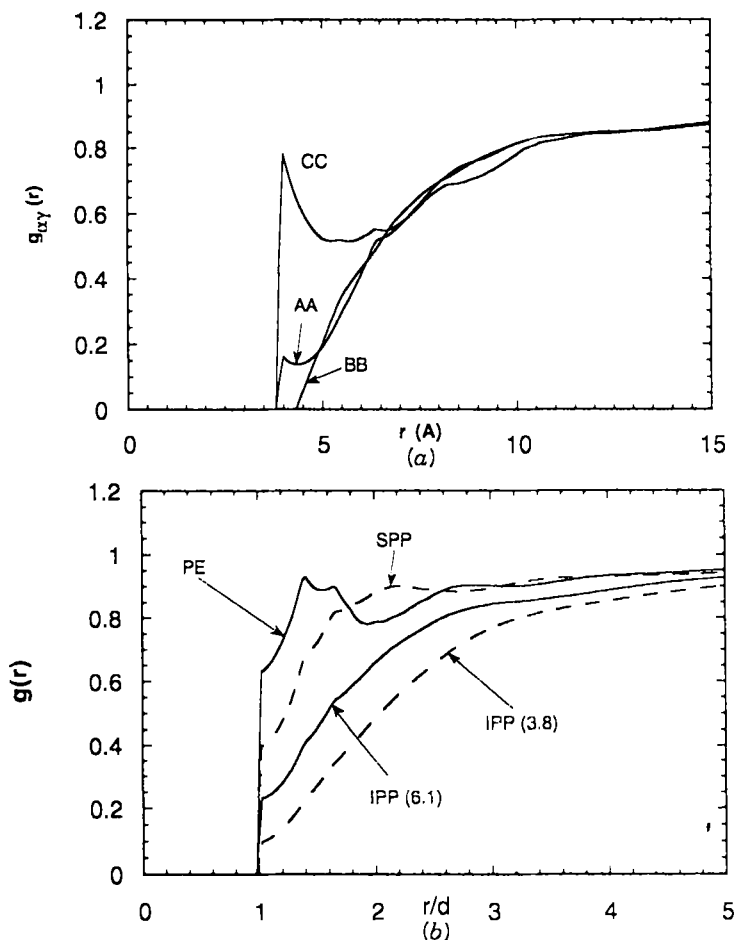 1.2
1
0.8
0.6
0.4
0.2
0
g αγ (r)
CC
AA
BB
0 5 10 15
r (A)
(a)
1.2
1
0.8
0.6
0.4
0.2
0
g(r)
PE
SPP
IPP (3.8)
IPP (6.1)
0 1 2 3 4 5
r/d
(b)